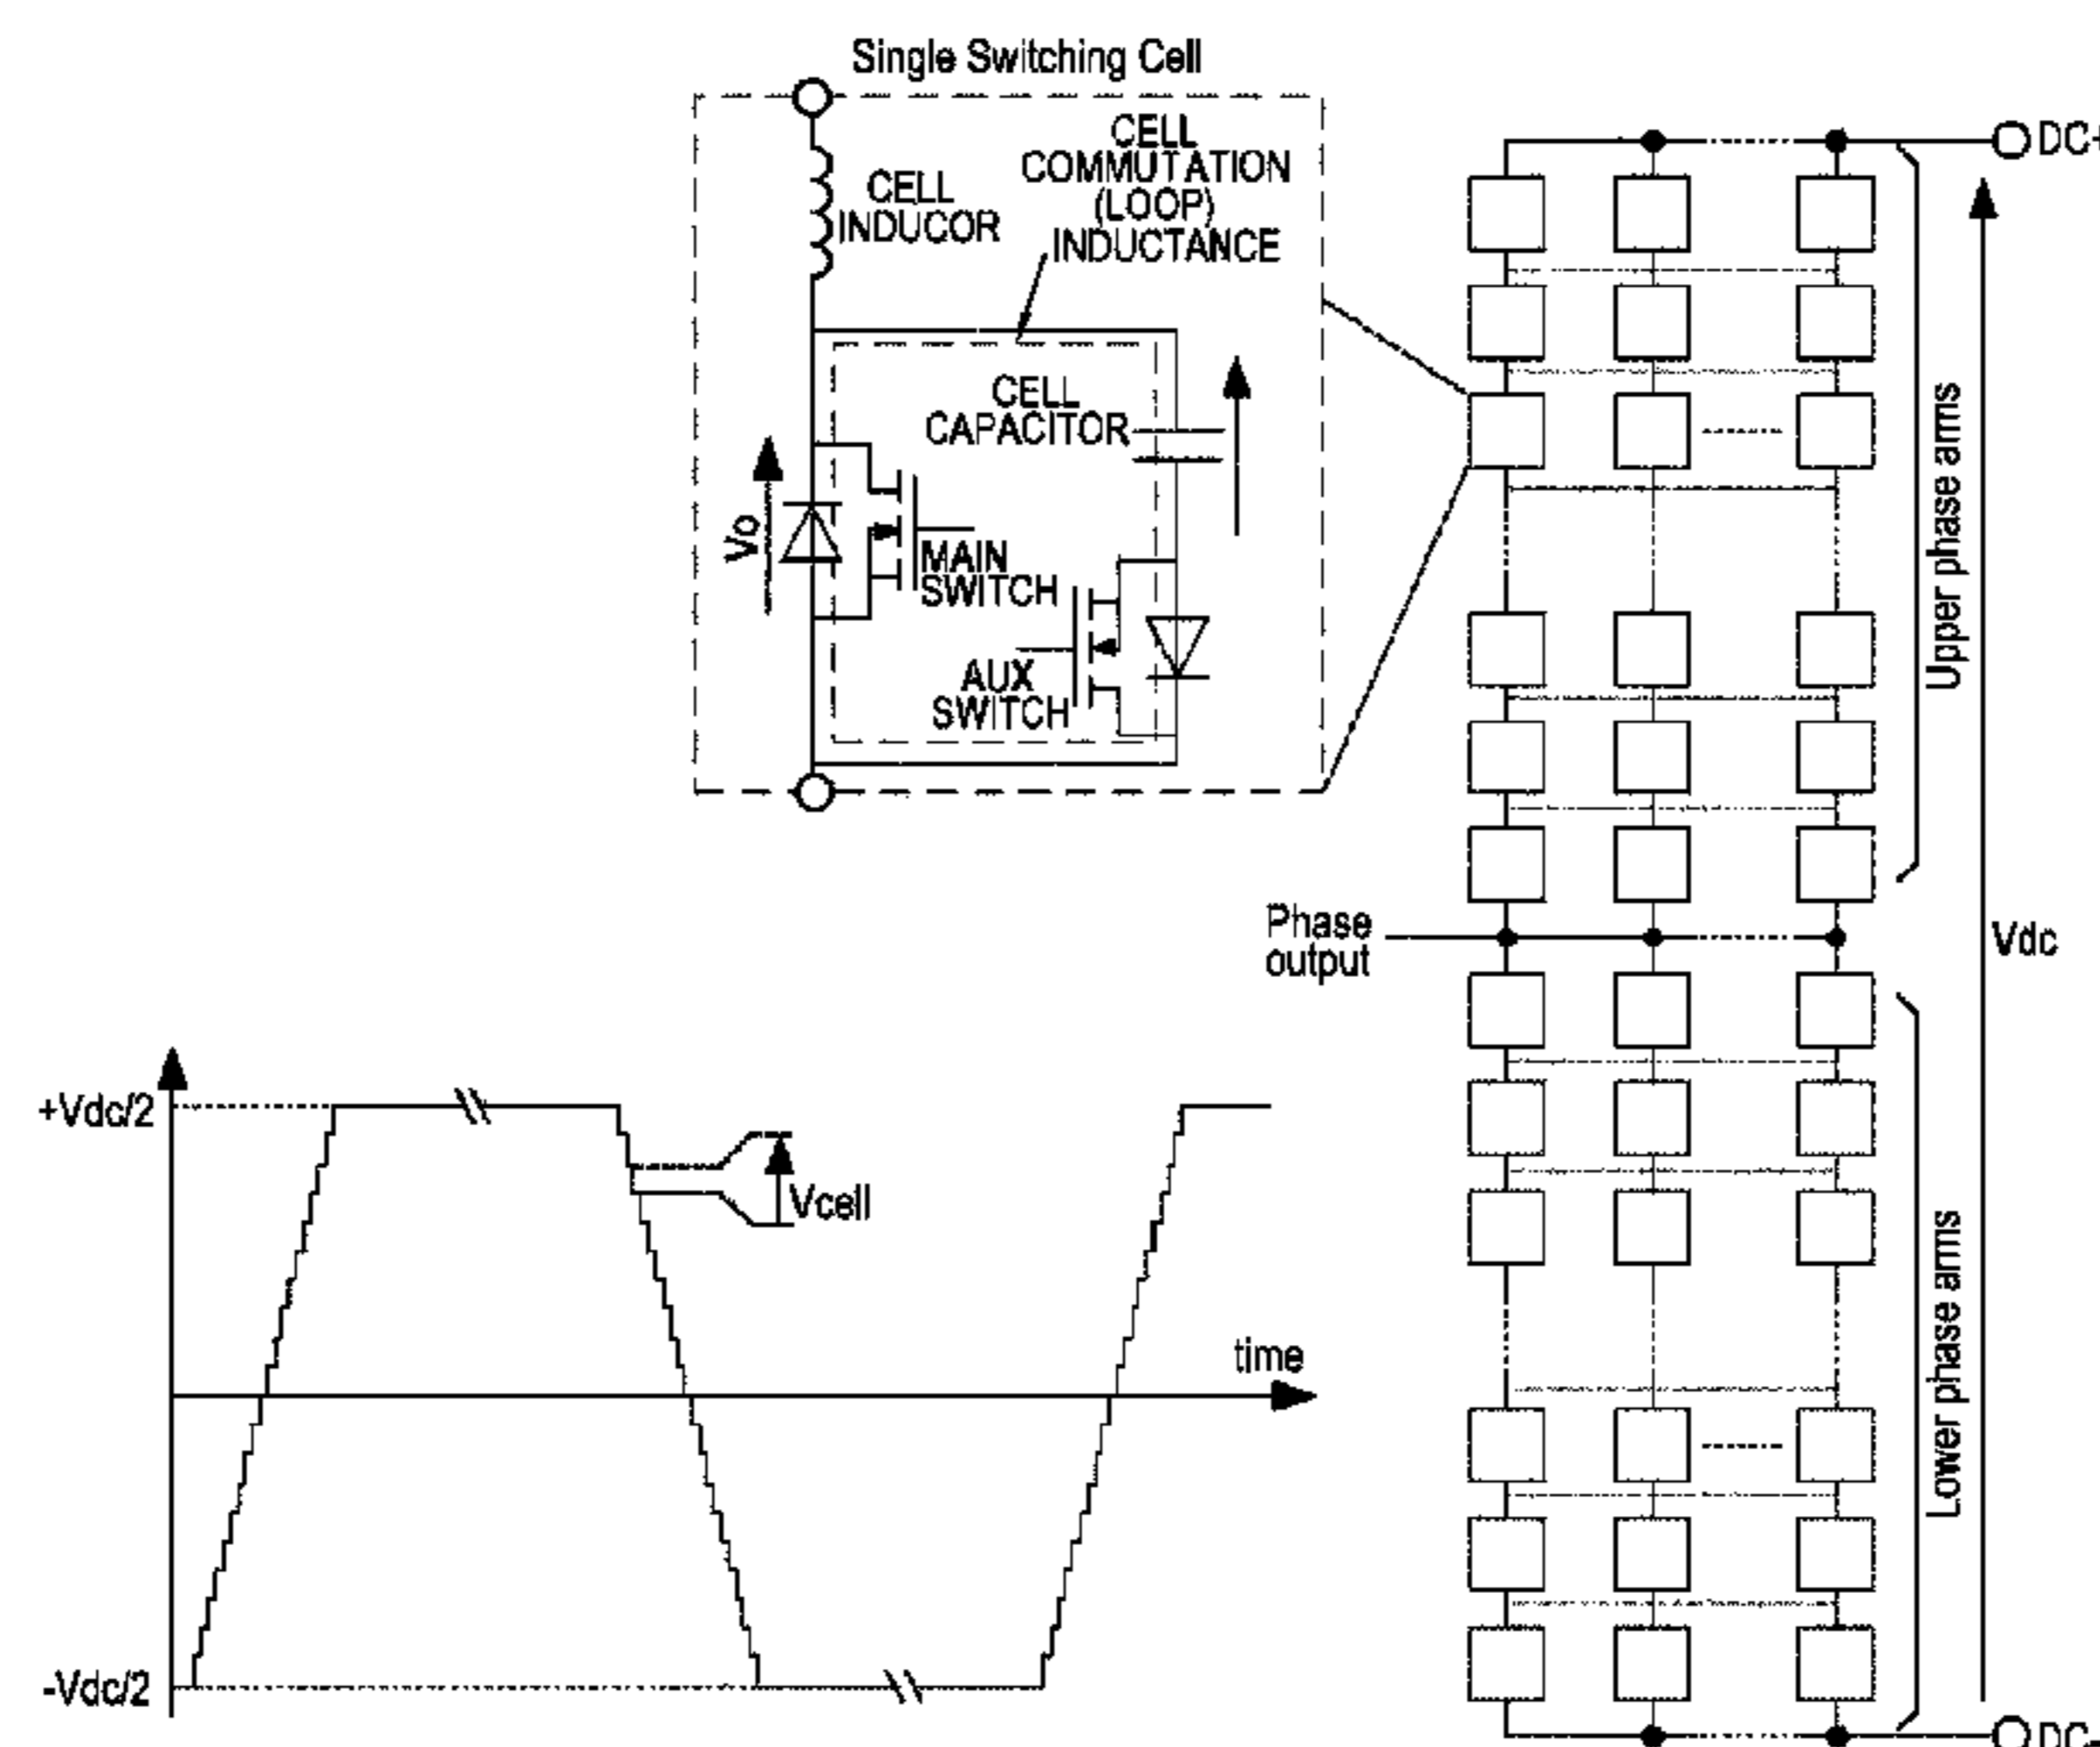 Single Switching Cell
CELL
INDUCOR
CELL
COMMUTATION
(LOOP)
INDUCTANCE
CELL
CAPACITOR
Vo
MAIN
SWITCH
AUX
SWITCH
DC+
Upper phase arms
Phase
output
Vdc
Lower phase arms
DC-
+Vdc/2
Vcell
time
-Vdc/2